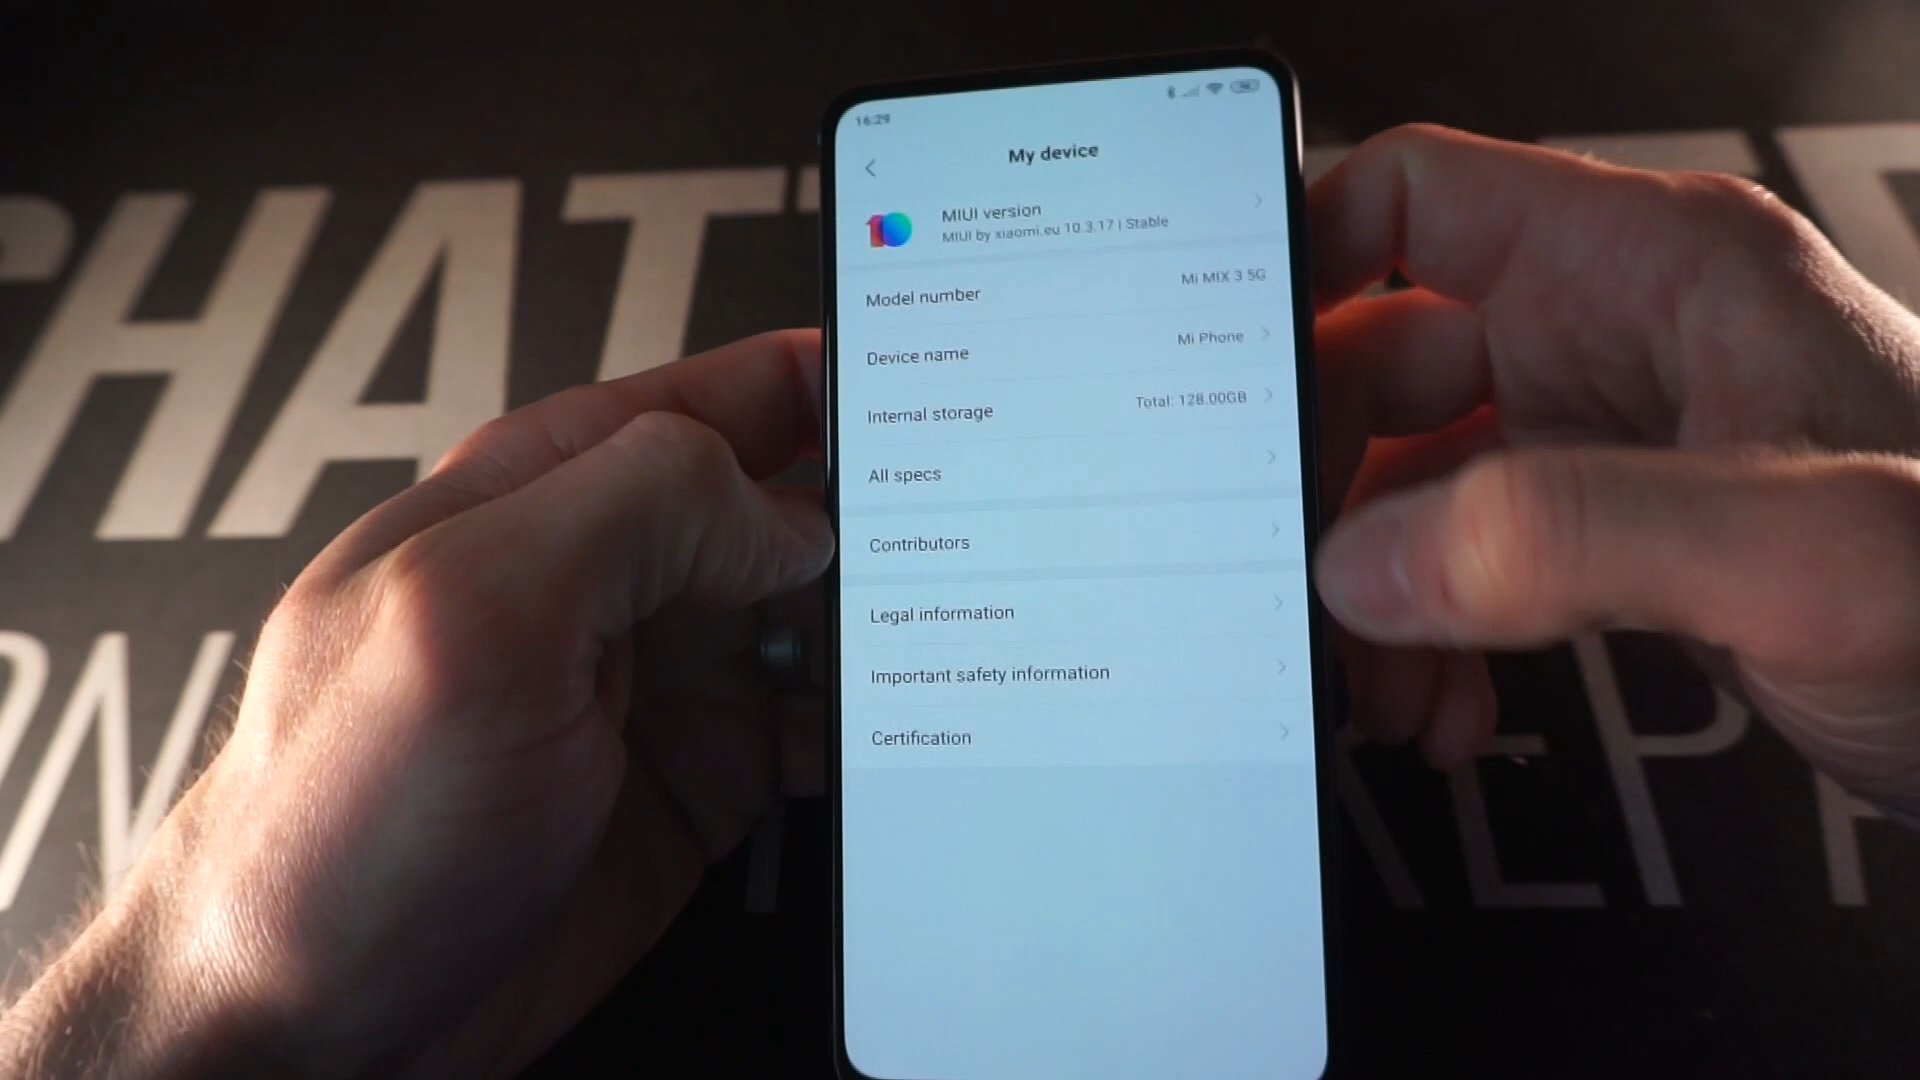 16:29
My device
10
MIUI version
MIUI by xiaomi.eu 10.3.17 | Stable
Model number
Mi MIX 3 5G
Device name
Mi Phone
Internal storage
Total: 128.00GB
All specs
Contributors
Legal information
Important safety information
Certification